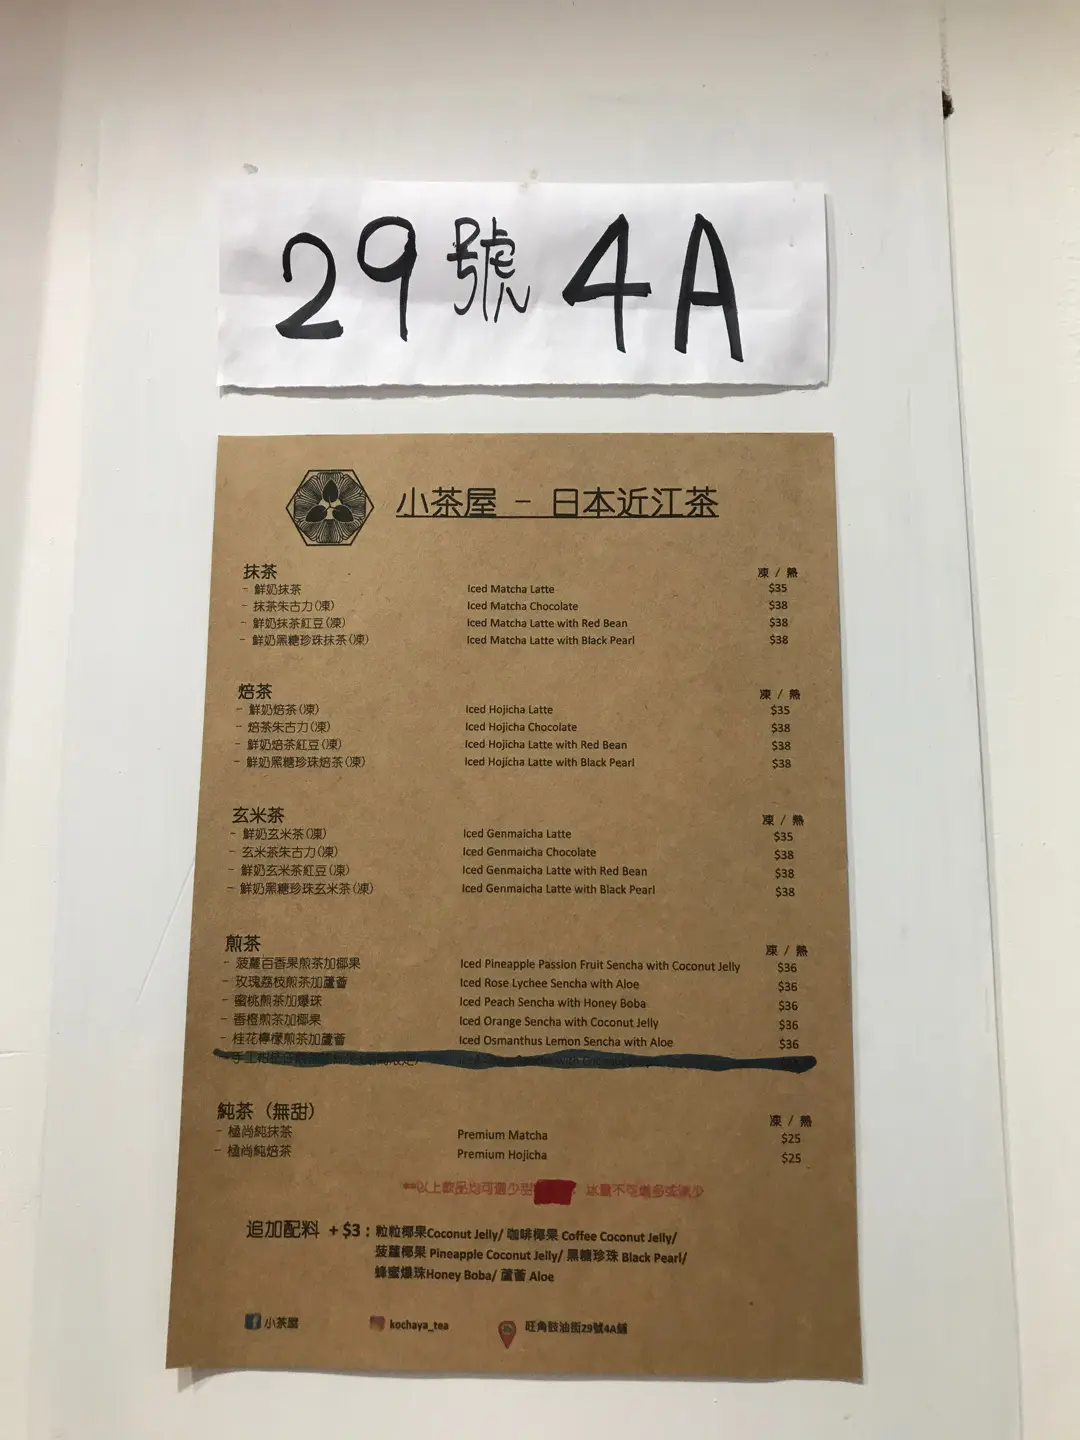 29號 4A
小茶屋 - 日本近江茶
抹茶 凍 / 熱
- 鮮奶抹茶 Iced Matcha Latte $35
- 抹茶朱古力(凍) Iced Matcha Chocolate $38
- 鮮奶抹茶紅豆(凍) Iced Matcha Latte with Red Bean $38
- 鮮奶黑糖珍珠抹茶(凍) Iced Matcha Latte with Black Pearl $38
焙茶 凍 / 熱
- 鮮奶焙茶(凍) Iced Hojicha Latte $35
- 焙茶朱古力(凍) Iced Hojicha Chocolate $38
- 鮮奶焙茶紅豆(凍) Iced Hojicha Latte with Red Bean $38
- 鮮奶黑糖珍珠焙茶(凍) Iced Hojicha Latte with Black Pearl $38
玄米茶 凍 / 熱
- 鮮奶玄米茶(凍) Iced Genmaicha Latte $35
- 玄米茶朱古力(凍) Iced Genmaicha Chocolate $38
- 鮮奶玄米茶紅豆(凍) Iced Genmaicha Latte with Red Bean $38
- 鮮奶黑糖珍珠玄米茶(凍) Iced Genmaicha Latte with Black Pearl $38
煎茶 凍 / 熱
- 菠蘿百香果煎茶加椰果 Iced Pineapple Passion Fruit Sencha with Coconut Jelly $36
- 玫瑰荔枝煎茶加蘆薈 Iced Rose Lychee Sencha with Aloe $36
- 蜜桃煎茶加爆珠 Iced Peach Sencha with Honey Boba $36
- 香橙煎茶加椰果 Iced Orange Sencha with Coconut Jelly $36
- 桂花檸檬煎茶加蘆薈 Iced Osmanthus Lemon Sencha with Aloe $36
純茶 (無甜) 凍 / 熱
- 極尚純抹茶 Premium Matcha $25
- 極尚純焙茶 Premium Hojicha $25
**以上飲品均可選少甜 冰量不可增多或減少
追加配料 + $3 : 粒粒椰果Coconut Jelly/ 咖啡椰果 Coffee Coconut Jelly/
菠蘿椰果 Pineapple Coconut Jelly/ 黑糖珍珠 Black Pearl/
蜂蜜爆珠Honey Boba/ 蘆薈 Aloe
小茶屋 kochaya_tea 旺角豉油街29號4A舖